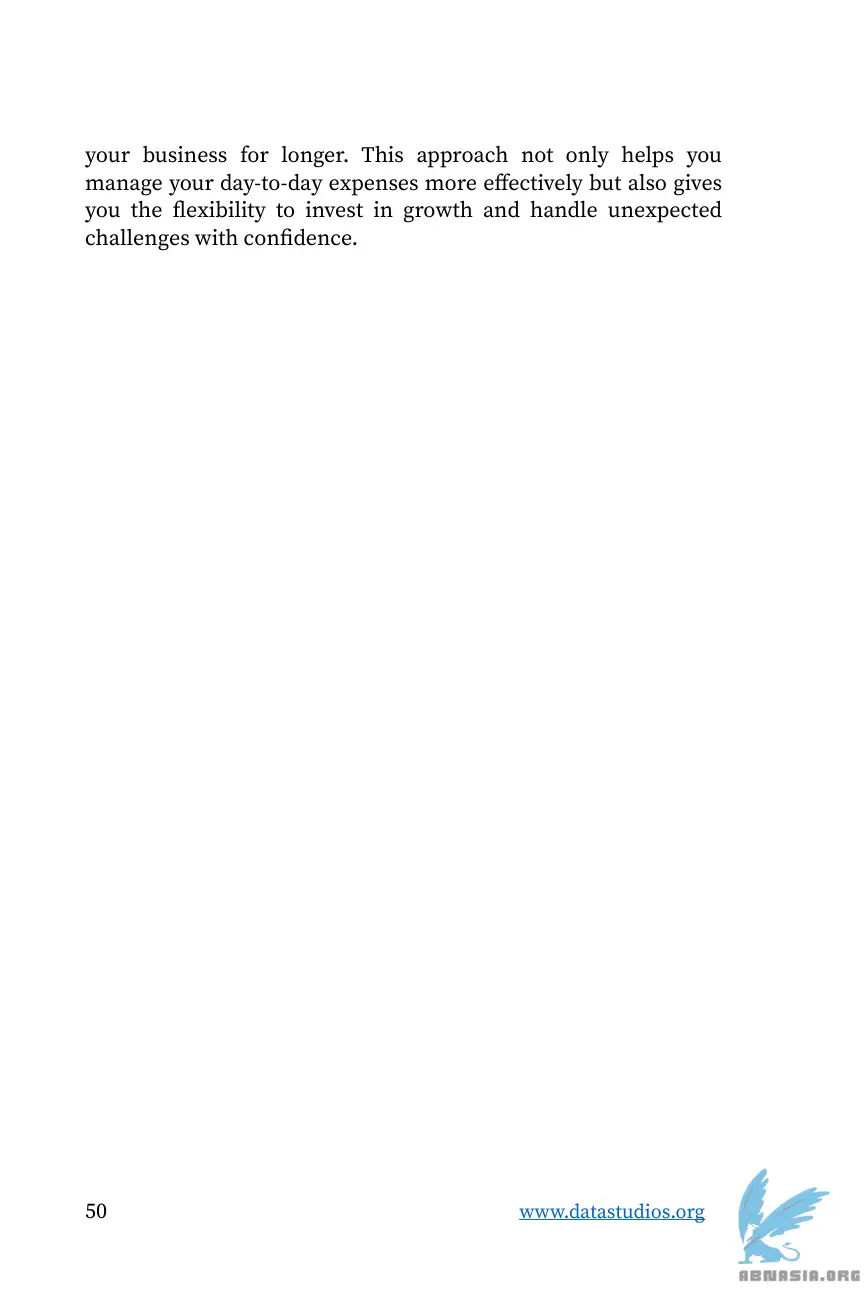 your business for longer. This approach not only helps you
manage your day-to-day expenses more effectively but also gives
you the flexibility to invest in growth and handle unexpected
challenges with confidence.
50
www.datastudios.org
ABNASIA.ORG